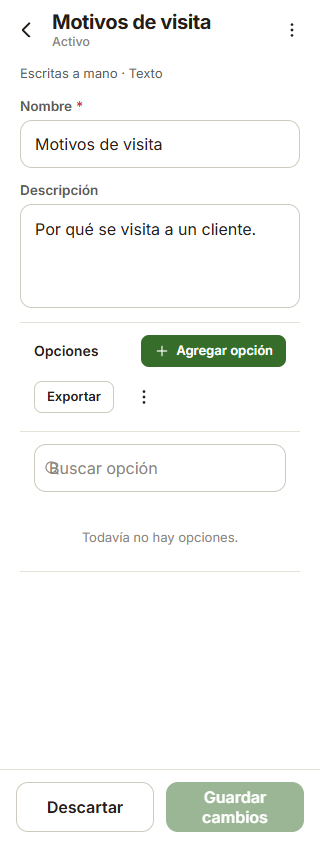 Motivos de visita
Activo
Escritas a mano · Texto
Nombre *
Motivos de visita
Descripción
Por qué se visita a un cliente.
Opciones
Agregar opción
Exportar
Buscar opción
Todavía no hay opciones.
Descartar
Guardar
cambios